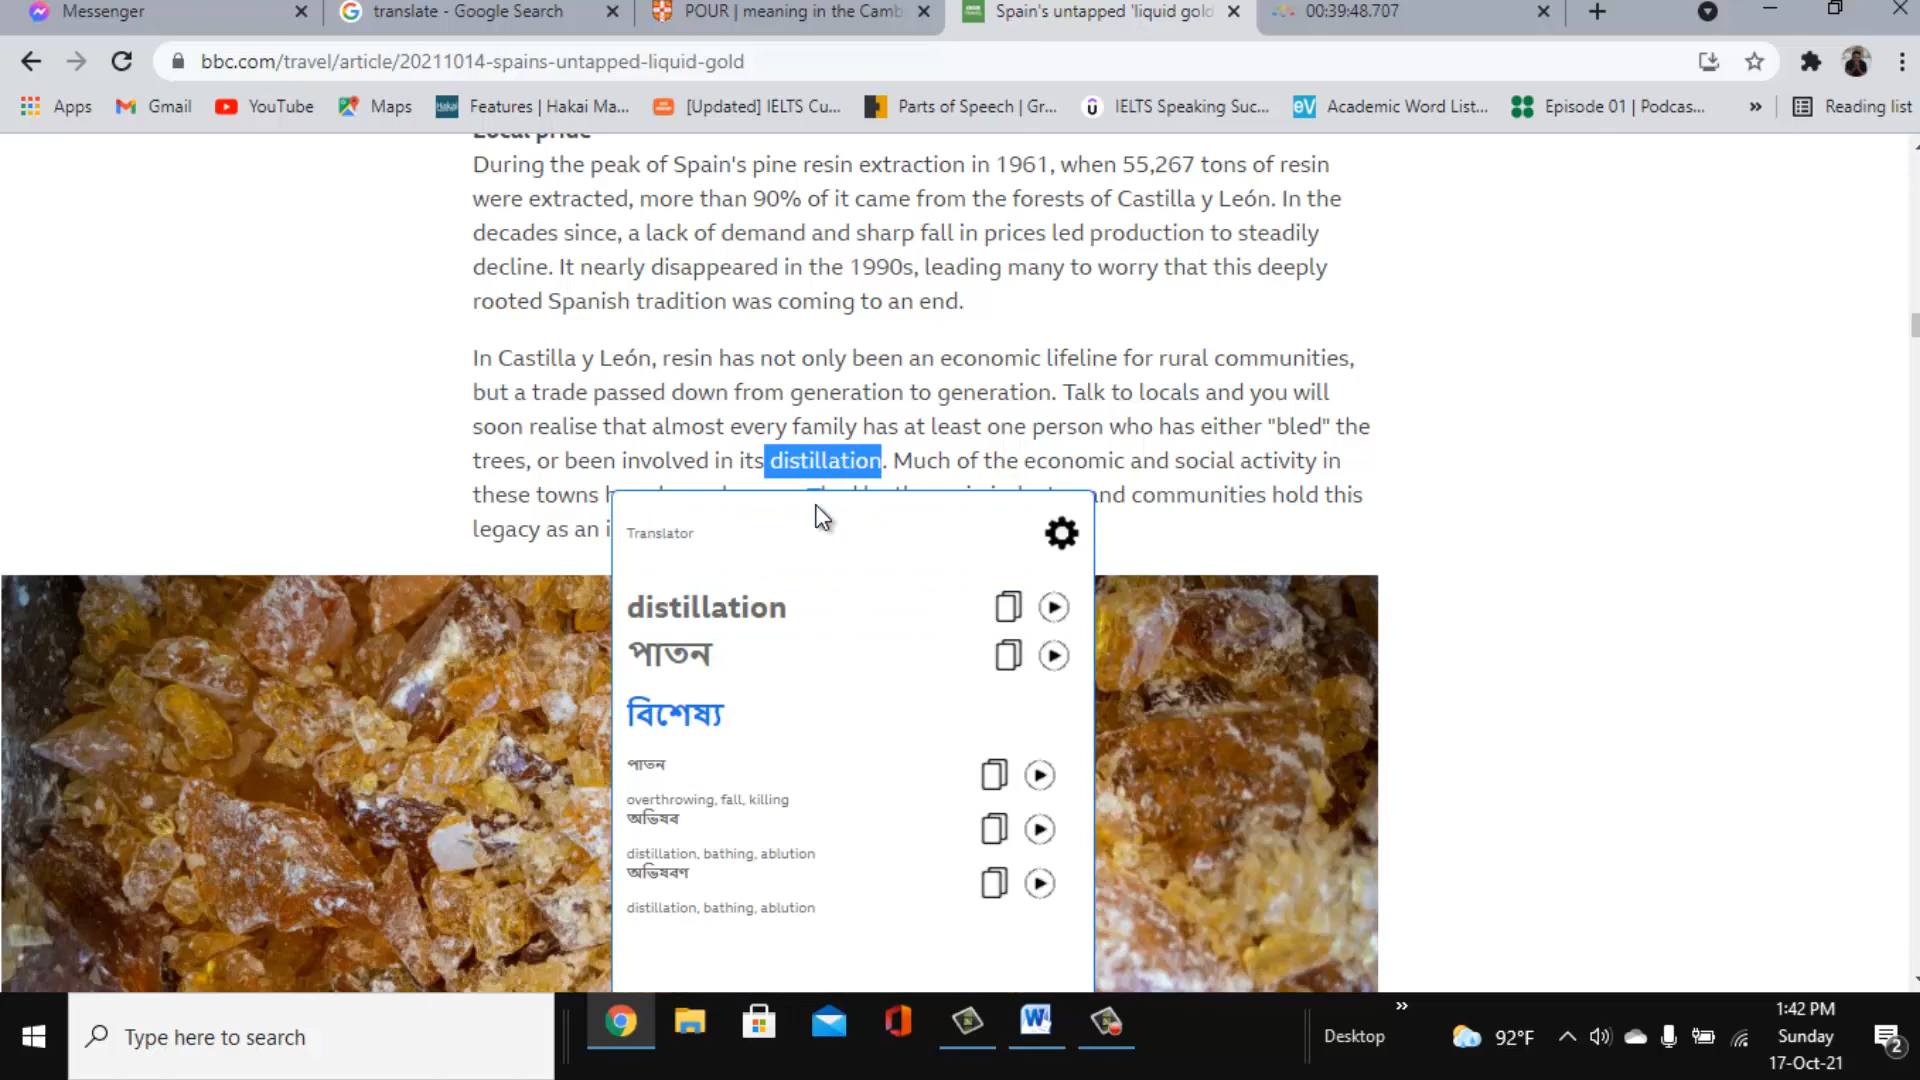 Messenger
translate - Google Search
POUR | meaning in the Camb
Spain's untapped 'liquid gold
00:39:48.707
bbc.com/travel/article/20211014-spains-untapped-liquid-gold
Apps
Gmail
YouTube
Maps
Features | Hakai Ma...
[Updated] IELTS Cu...
Parts of Speech | Gr...
IELTS Speaking Suc...
Academic Word List...
Episode 01 | Podcas...
Reading list
Local pride
During the peak of Spain's pine resin extraction in 1961, when 55,267 tons of resin
were extracted, more than 90% of it came from the forests of Castilla y León. In the
decades since, a lack of demand and sharp fall in prices led production to steadily
decline. It nearly disappeared in the 1990s, leading many to worry that this deeply
rooted Spanish tradition was coming to an end.
In Castilla y León, resin has not only been an economic lifeline for rural communities,
but a trade passed down from generation to generation. Talk to locals and you will
soon realise that almost every family has at least one person who has either "bled" the
trees, or been involved in its distillation. Much of the economic and social activity in
these towns and communities hold this
legacy as an
Translator
distillation
পাতন
বিশেষ্য
পাতন
overthrowing, fall, killing
অভিষব
distillation, bathing, ablution
অভিষবণ
distillation, bathing, ablution
Type here to search
Desktop
92°F
1:42 PM
Sunday
17-Oct-21
2